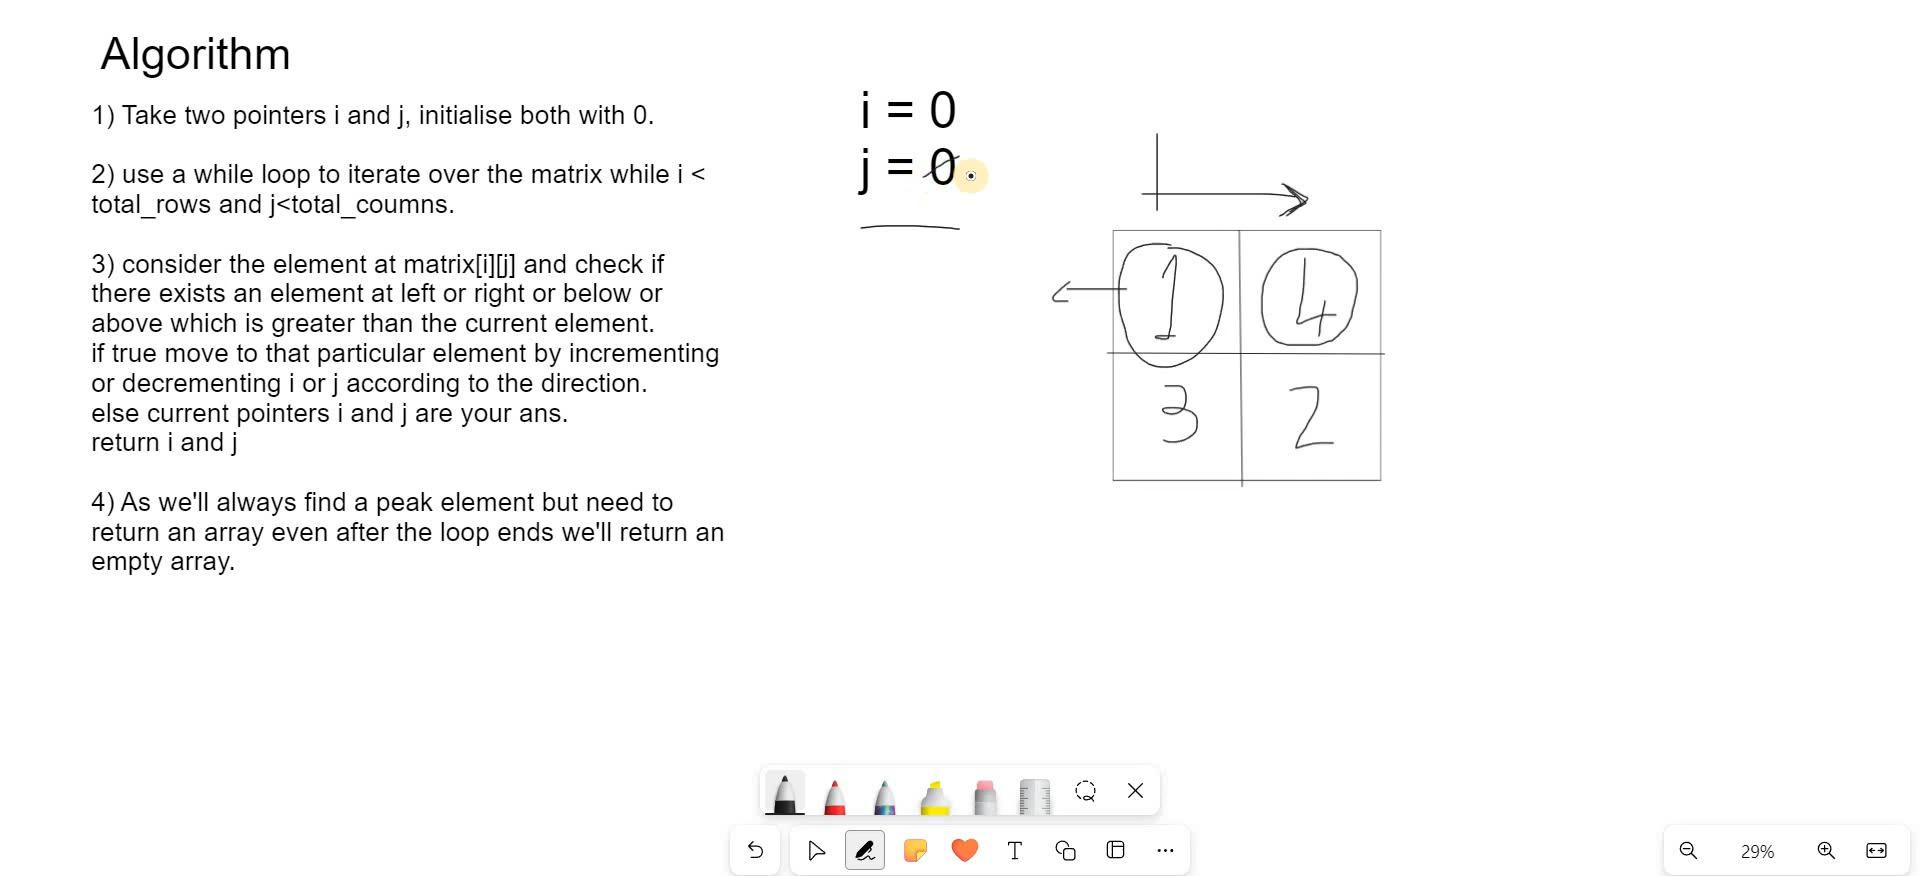 Algorithm
1) Take two pointers i and j, initialise both with 0.
2) use a while loop to iterate over the matrix while i <
total_rows and j<total_coumns.
3) consider the element at matrix[i][j] and check if
there exists an element at left or right or below or
above which is greater than the current element.
if true move to that particular element by incrementing
or decrementing i or j according to the direction.
else current pointers i and j are your ans.
return i and j
4) As we'll always find a peak element but need to
return an array even after the loop ends we'll return an
empty array.
i = 0
j = 0
1 4
3 2
T
29%